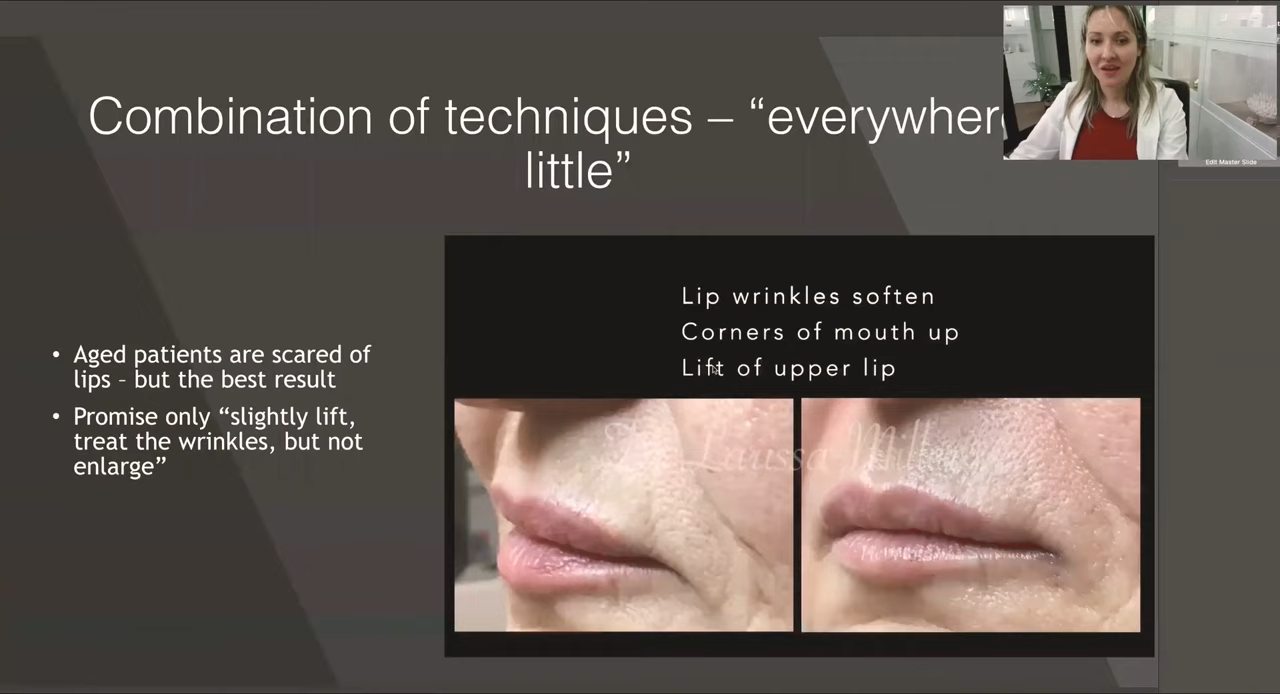 Combination of techniques – “everywher
little”
Edit Master Slide
Lip wrinkles soften
Corners of mouth up
Lift of upper lip
• Aged patients are scared of
lips – but the best result
• Promise only “slightly lift,
treat the wrinkles, but not
enlarge”